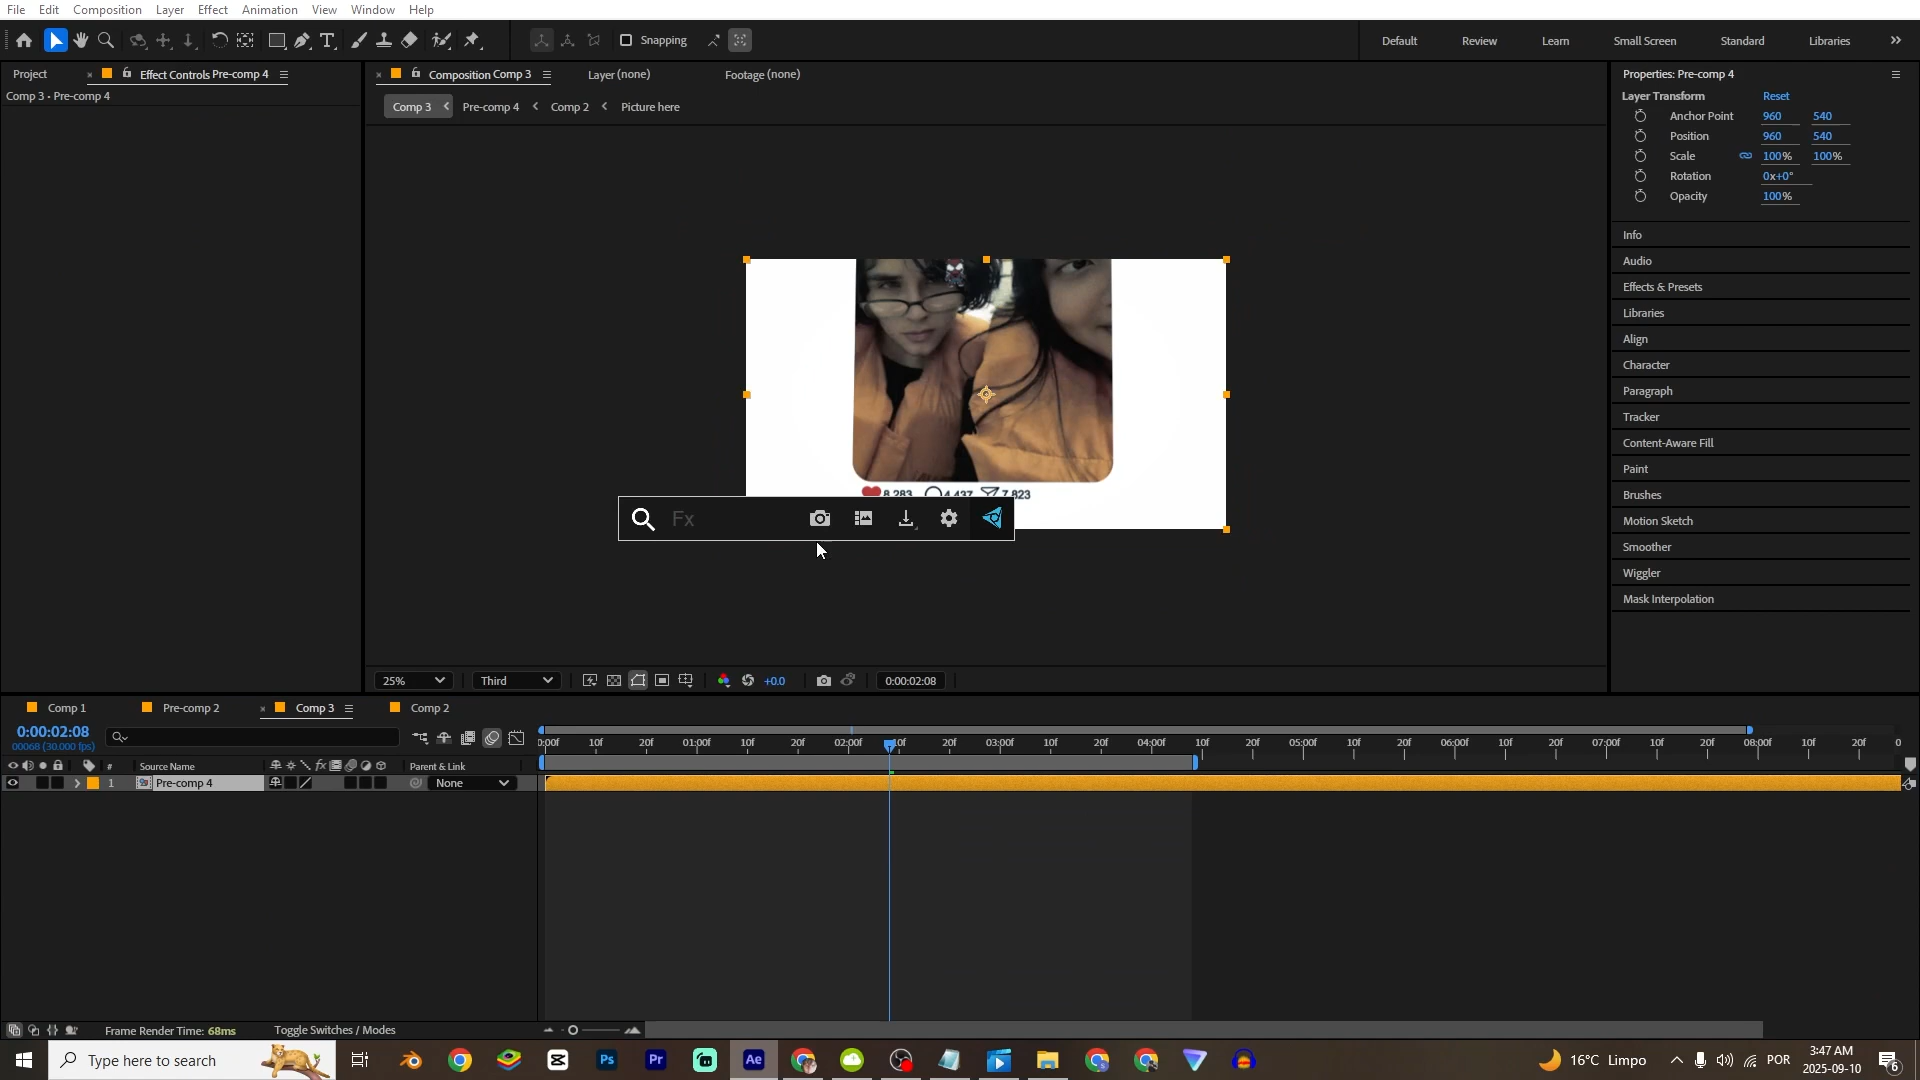 File Edit Composition Layer Effect Animation View Window Help
Snapping
Default Review Learn Small Screen Standard Libraries
Project Effect Controls Pre-comp 4
Comp 3 • Pre-comp 4
Composition Comp 3 Layer (none) Footage (none)
Comp 3 Pre-comp 4 Comp 2 Picture here
Properties: Pre-comp 4
Layer Transform Reset
Anchor Point 960 540
Position 960 540
Scale 100% 100%
Rotation 0x+0°
Opacity 100%
Info
Audio
Effects & Presets
Libraries
Align
Character
Paragraph
Tracker
Content-Aware Fill
Paint
Brushes
Motion Sketch
Smoother
Wiggler
Mask Interpolation
8,283 4,437 7,823
Fx
25% Third +0.0 0:00:02:08
Comp 1 Pre-comp 2 Comp 3 Comp 2
0:00:02:08
00068 (30.000 fps)
0:00f 10f 20f 01:00f 10f 20f 02:00f 10f 20f 03:00f 10f 20f 04:00f 10f 20f 05:00f 10f 20f 06:00f 10f 20f 07:00f 10f 20f 08:00f 10f 20f 0
# Source Name fx Parent & Link
1 Pre-comp 4 None
Frame Render Time: 68ms Toggle Switches / Modes
Type here to search
Ps Pr Ae
16°C Limpo POR
3:47 AM
2025-09-10
6